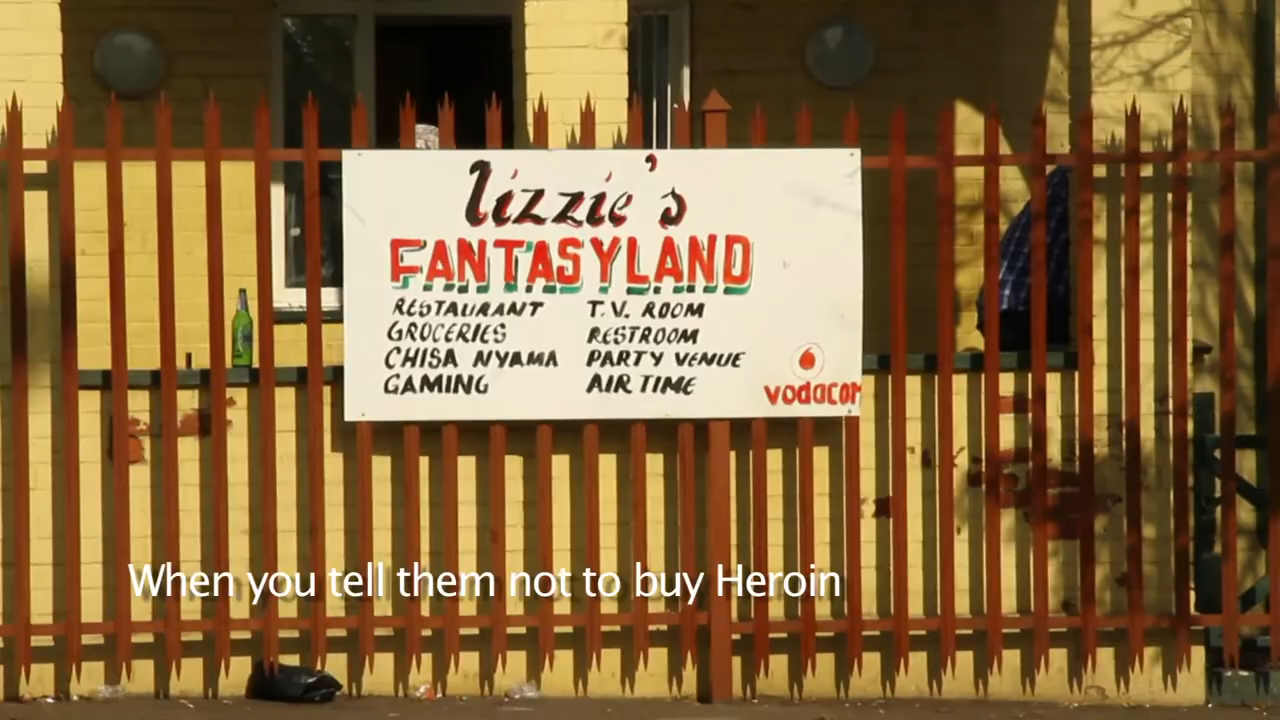 lizzie's
FANTASYLAND
RESTAURANT T.V. ROOM
GROCERIES RESTROOM
CHISA NYAMA PARTY VENUE
GAMING AIR TIME
vodacom
When you tell them not to buy Heroin